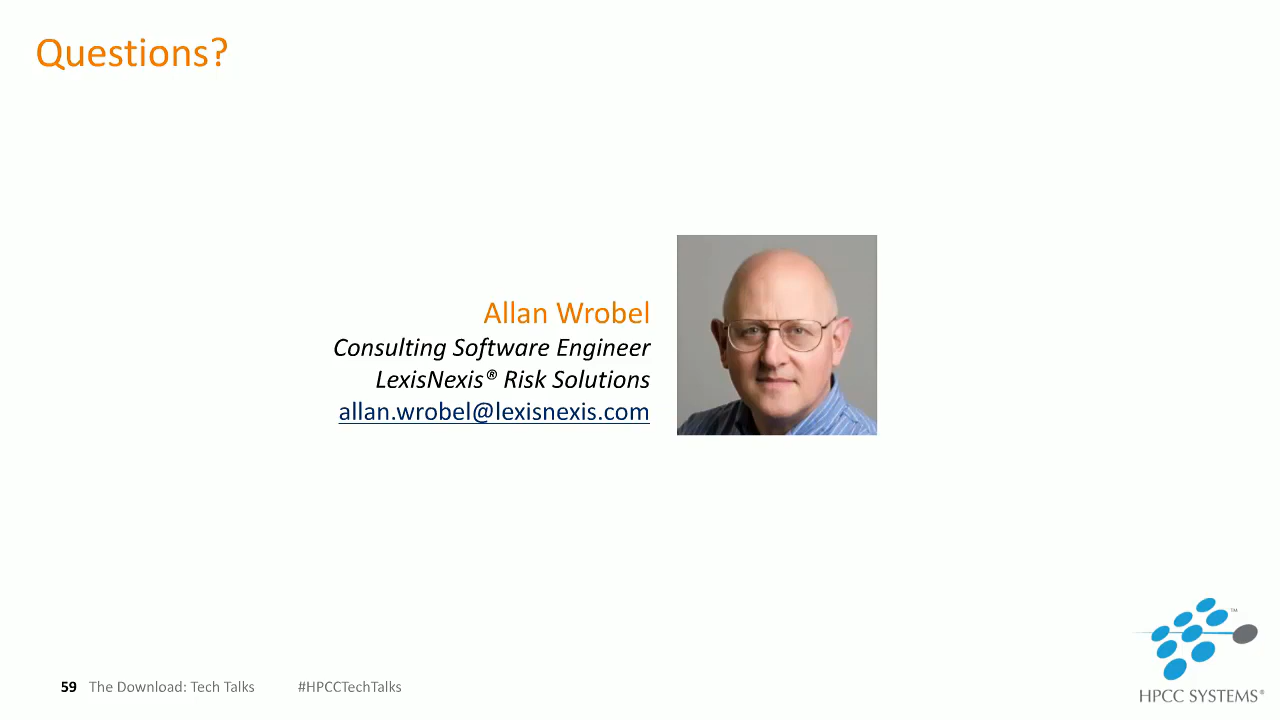 Questions?
Allan Wrobel
Consulting Software Engineer
LexisNexis® Risk Solutions
allan.wrobel@lexisnexis.com
™
HPCC SYSTEMS®
59 The Download: Tech Talks #HPCCTechTalks